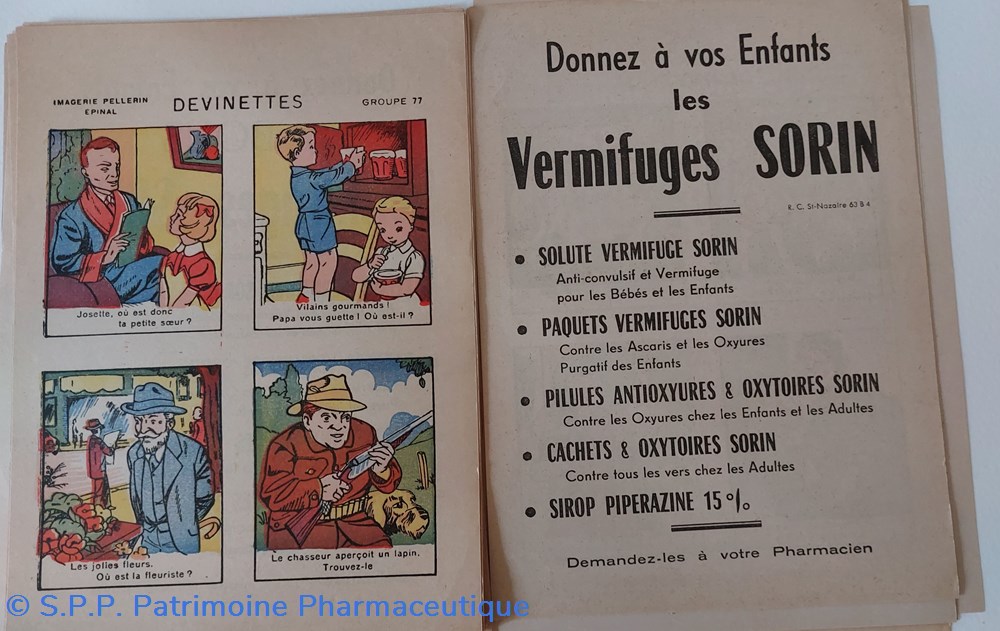 IMAGERIE PELLERIN
EPINAL
DEVINETTES
GROUPE 77
Josette, où est donc
ta petite sœur ?
Vilains gourmands !
Papa vous guette ! Où est-il ?
Les jolies fleurs.
Où est la fleuriste ?
Le chasseur aperçoit un lapin.
Trouvez-le
Donnez à vos Enfants
les
Vermifuges SORIN
R. C. St-Nazaire 63 B 4
• SOLUTE VERMIFUGE SORIN
Anti-convulsif et Vermifuge
pour les Bébés et les Enfants
• PAQUETS VERMIFUGES SORIN
Contre les Ascaris et les Oxyures
Purgatif des Enfants
• PILULES ANTIOXYURES & OXYTOIRES SORIN
Contre les Oxyures chez les Enfants et les Adultes
• CACHETS & OXYTOIRES SORIN
Contre tous les vers chez les Adultes
• SIROP PIPERAZINE 15 %
Demandez-les à votre Pharmacien
© S.P.P. Patrimoine Pharmaceutique